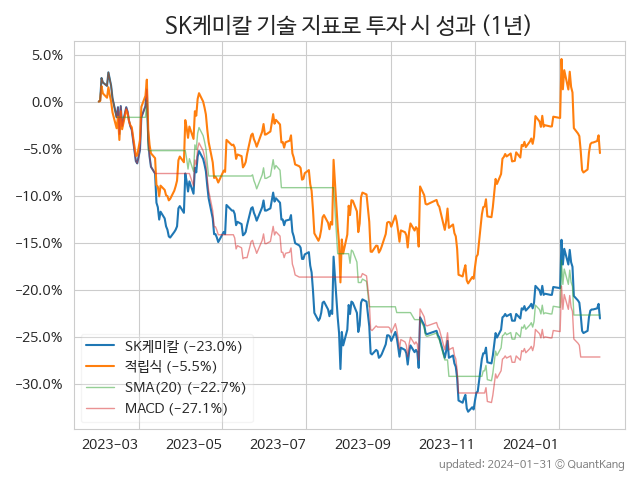 SK케미칼 기술 지표로 투자 시 성과 (1년)
5.0%
0.0%
−5.0%
−10.0%
−15.0%
−20.0%
−25.0%
−30.0%
SK케미칼 (−23.0%)
적립식 (−5.5%)
SMA(20) (−22.7%)
MACD (−27.1%)
2023-03 2023-05 2023-07 2023-09 2023-11 2024-01
updated: 2024-01-31 © QuantKang